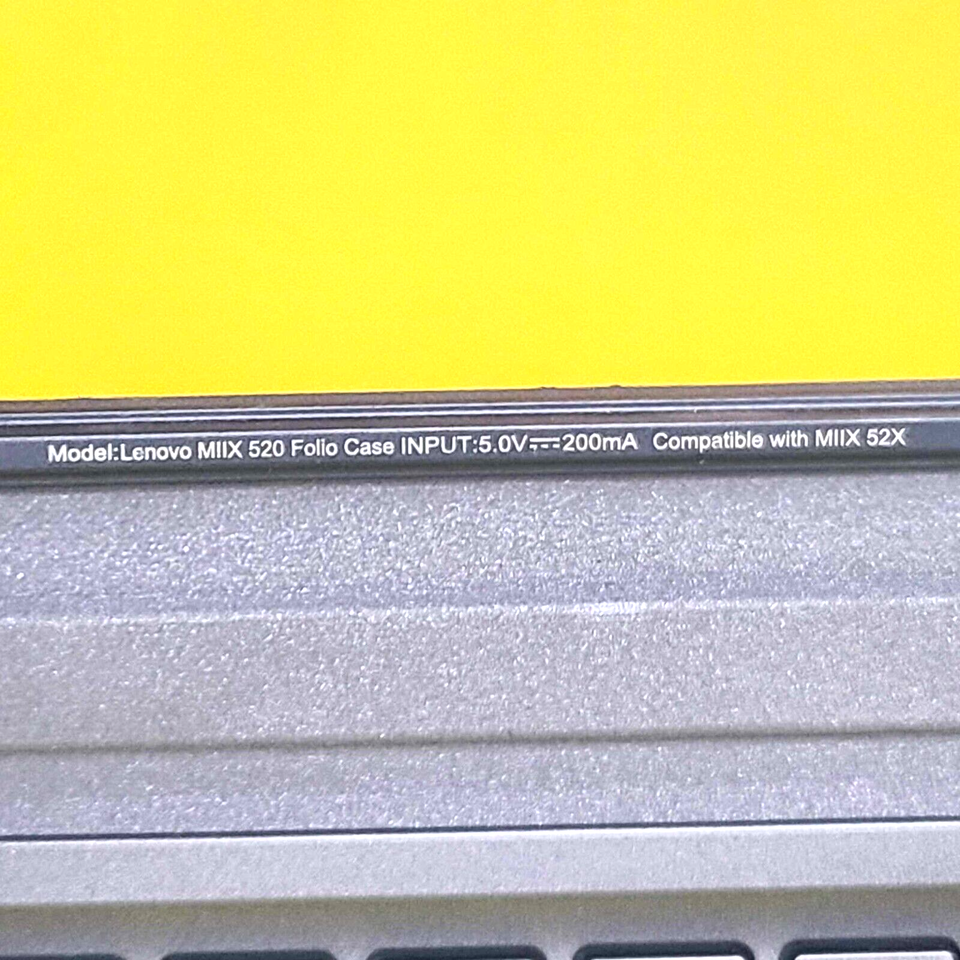 Model:Lenovo MIIX 520 Folio Case INPUT:5.0V⎓200mA Compatible with MIIX 52X